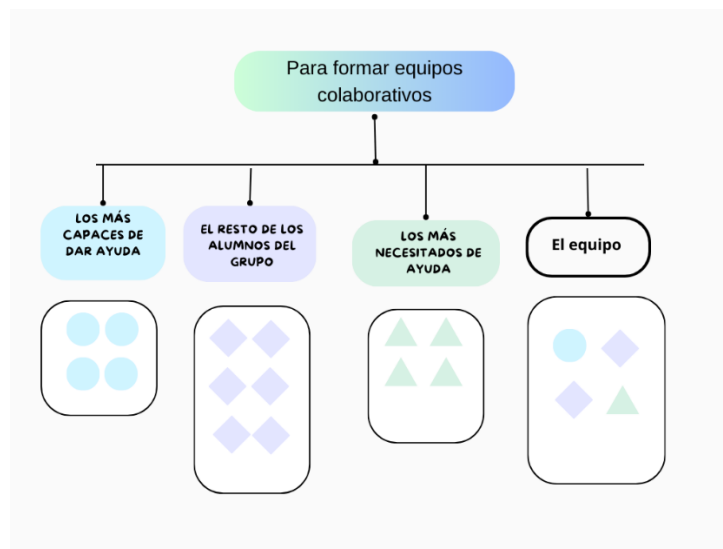 Para formar equipos
colaborativos
LOS MÁS
CAPACES DE
DAR AYUDA
EL RESTO DE LOS
ALUMNOS DEL
GRUPO
LOS MÁS
NECESITADOS DE
AYUDA
El equipo